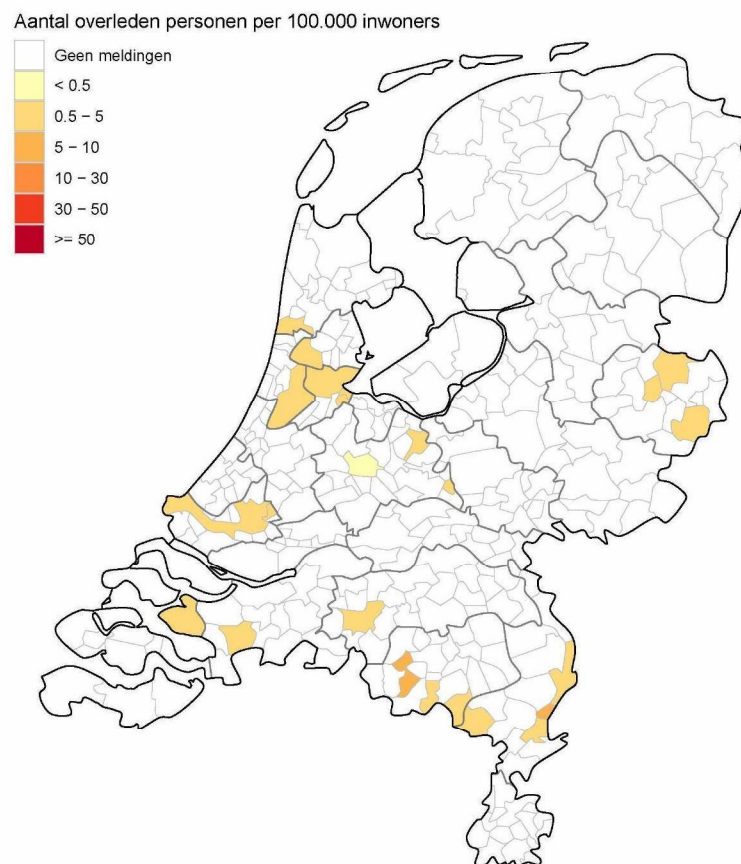 Aantal overleden personen per 100.000 inwoners
Geen meldingen
< 0.5
0.5 − 5
5 − 10
10 − 30
30 − 50
>= 50